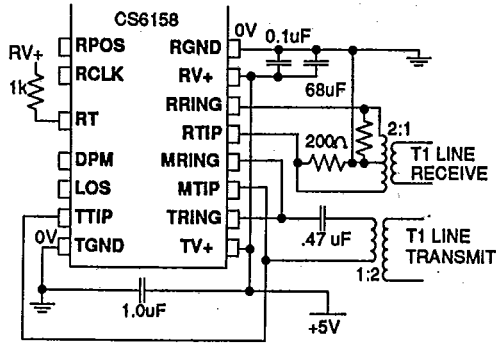 CS6158
RPOS
RCLK
RT
DPM
LOS
TTIP
TGND
RGND
RV+
RRING
RTIP
MRING
MTIP
TRING
TV+
RV+
1k
0V
0V
0.1uF
68uF
200Ω
2:1
T1 LINE
RECEIVE
.47 uF
T1 LINE
TRANSMIT
1:2
1.0uF
+5V